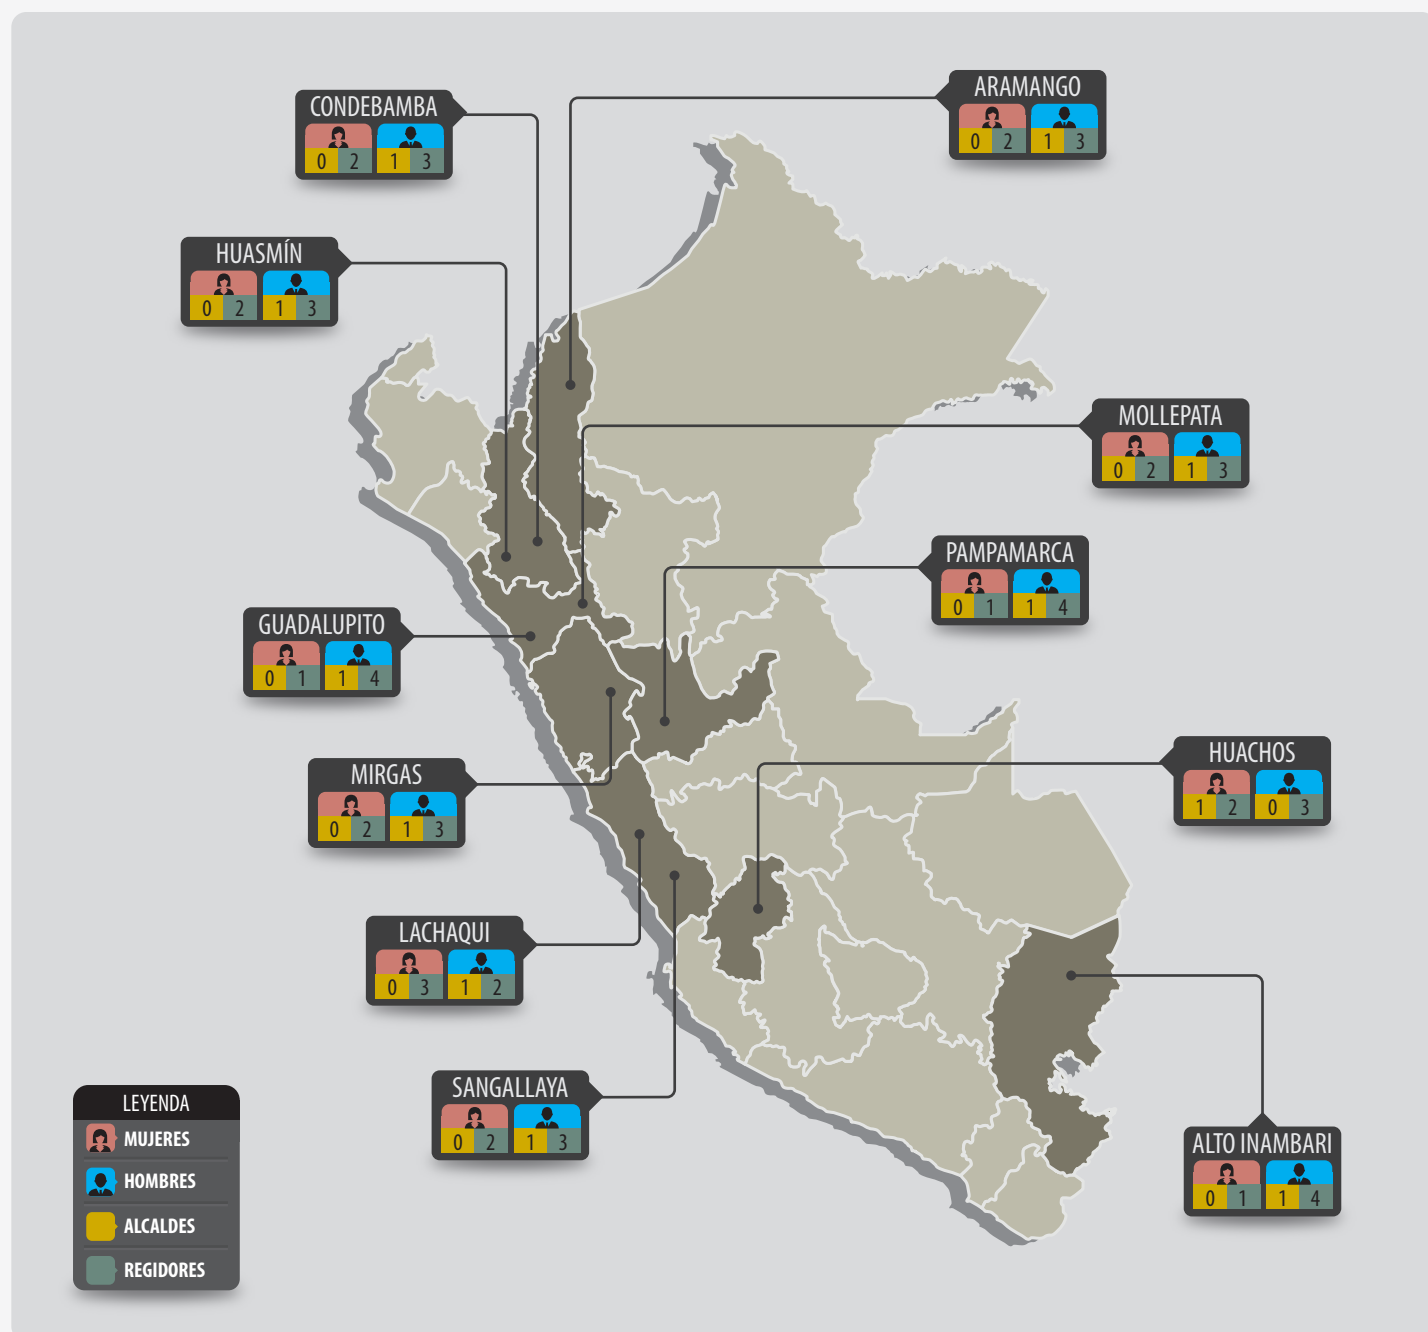 ARAMANGO
0 2 1 3
CONDEBAMBA
0 2 1 3
HUASMÍN
0 2 1 3
MOLLEPATA
0 2 1 3
PAMPAMARCA
0 1 1 4
GUADALUPITO
0 1 1 4
HUACHOS
1 2 0 3
MIRGAS
0 2 1 3
LACHAQUI
0 3 1 2
SANGALLAYA
0 2 1 3
ALTO INAMBARI
0 1 1 4
LEYENDA
MUJERES
HOMBRES
ALCALDES
REGIDORES